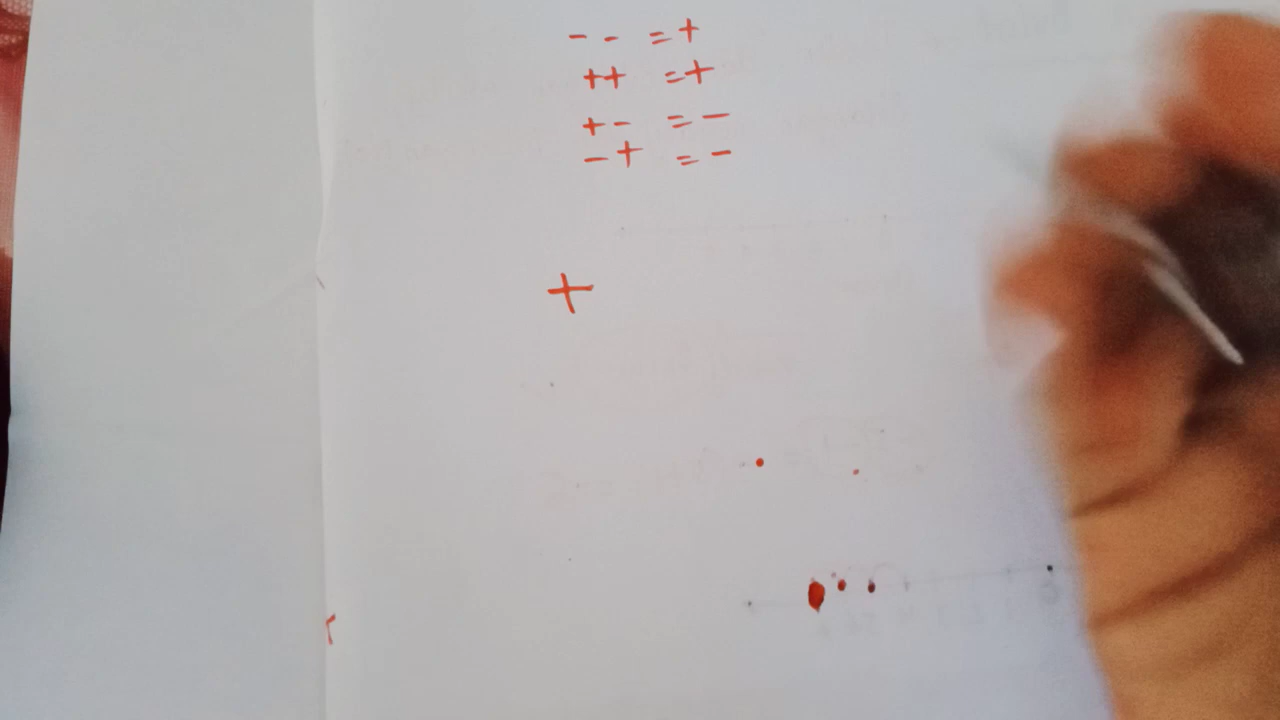 - - = +
++ = +
+- = -
-+ = -
+